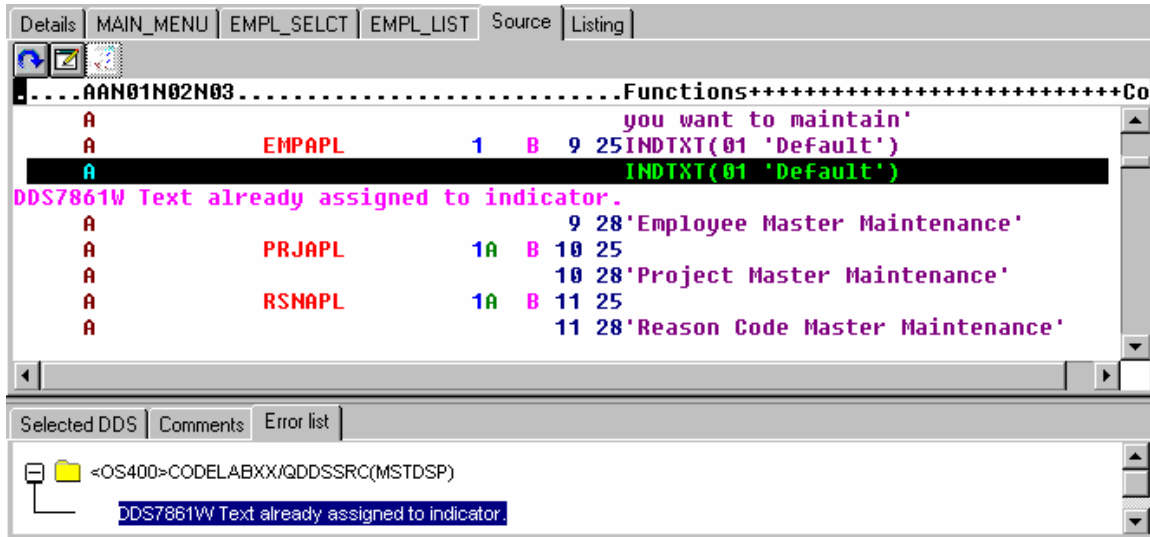 Details MAIN_MENU EMPL_SELCT EMPL_LIST Source Listing
.....AAN01N02N03............................Functions++++++++++++++++++++++++++++Co
A you want to maintain'
A EMPAPL 1 B 9 25INDTXT(01 'Default')
A INDTXT(01 'Default')
DDS7861W Text already assigned to indicator.
A 9 28'Employee Master Maintenance'
A PRJAPL 1A B 10 25
A 10 28'Project Master Maintenance'
A RSNAPL 1A B 11 25
A 11 28'Reason Code Master Maintenance'
Selected DDS Comments Error list
<OS400>CODELABXX/QDDSSRC(MSTDSP)
DDS7861W Text already assigned to indicator.